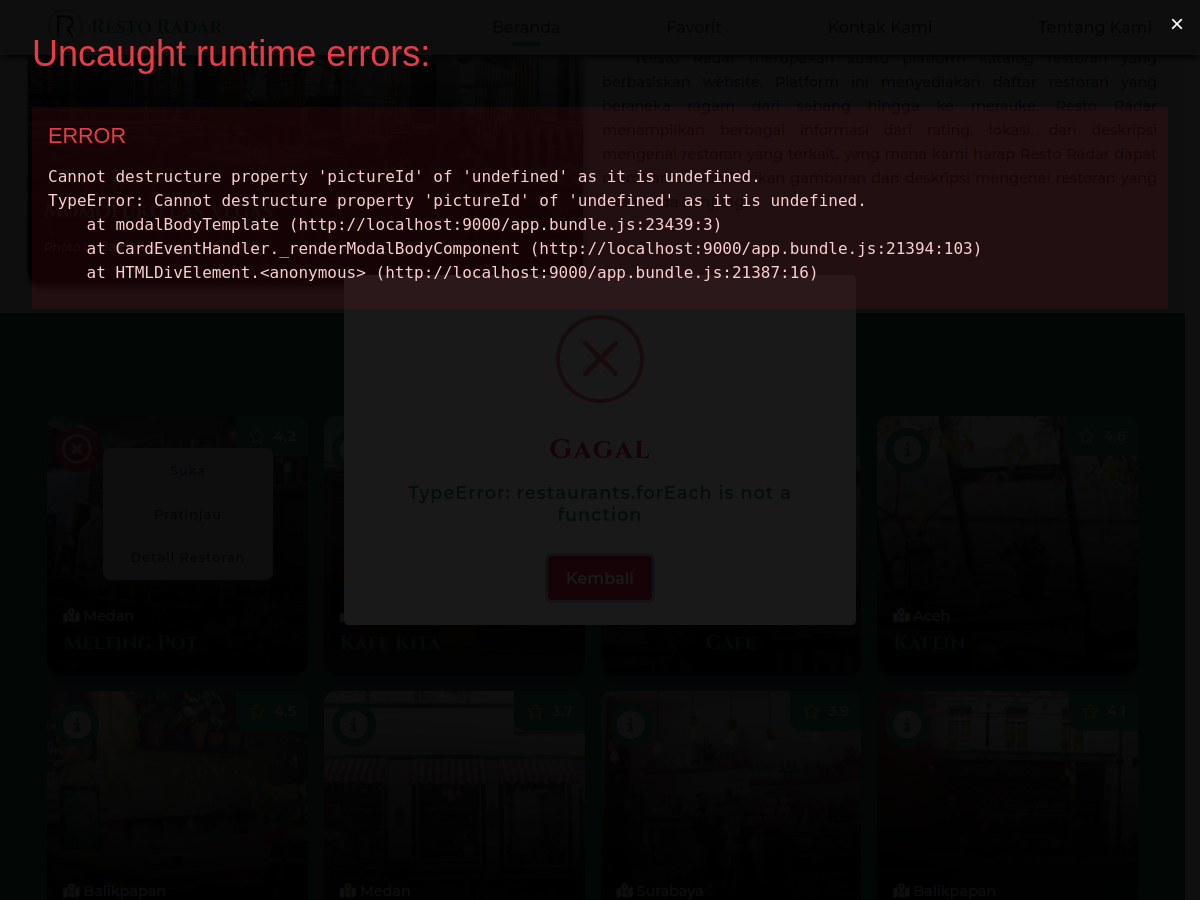 Resto Radar
Beranda
Favorit
Kontak Kami
Tentang Kami
×
Uncaught runtime errors:
Resto Radar merupakan suatu platform katalog restoran yang
berbasiskan website. Platform ini menyediakan daftar restoran yang
beraneka ragam dari sabang hingga ke merauke. Resto Radar
menampilkan berbagai informasi dari rating, lokasi, dan deskripsi
mengenai restoran yang terkait. yang mana kami harap Resto Radar dapat
kan gambaran dan deskripsi mengenai restoran yang
ERROR
Cannot destructure property 'pictureId' of 'undefined' as it is undefined.
TypeError: Cannot destructure property 'pictureId' of 'undefined' as it is undefined.
at modalBodyTemplate (http://localhost:9000/app.bundle.js:23439:3)
at CardEventHandler._renderModalBodyComponent (http://localhost:9000/app.bundle.js:21394:103)
at HTMLDivElement.<anonymous> (http://localhost:9000/app.bundle.js:21387:16)
Photo
Gagal
TypeError: restaurants.forEach is not a
function
Kembali
4.2
Suka
Pratinjau
Detail Restoran
Medan
Melting Pot
Kafe Kita
Cafe
4.6
Aceh
Kafein
4.5
Balikpapan
3.7
Medan
3.9
Surabaya
4.1
Balikpapan